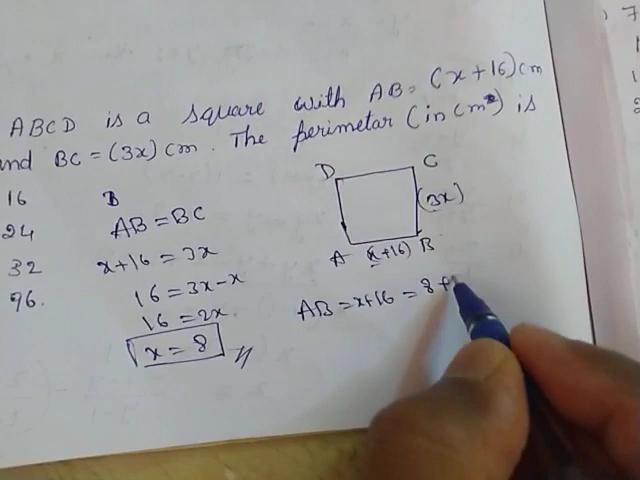 ABCD is a square with AB = (x+16)cm
and BC = (3x) cm. The perimetar (in cm) is
16
24
32
96.
AB = BC
x+16 = 3x
16 = 3x-x
16 = 2x
x = 8
D
C
(3x)
A (x+16) B
AB = x+16 = 8+